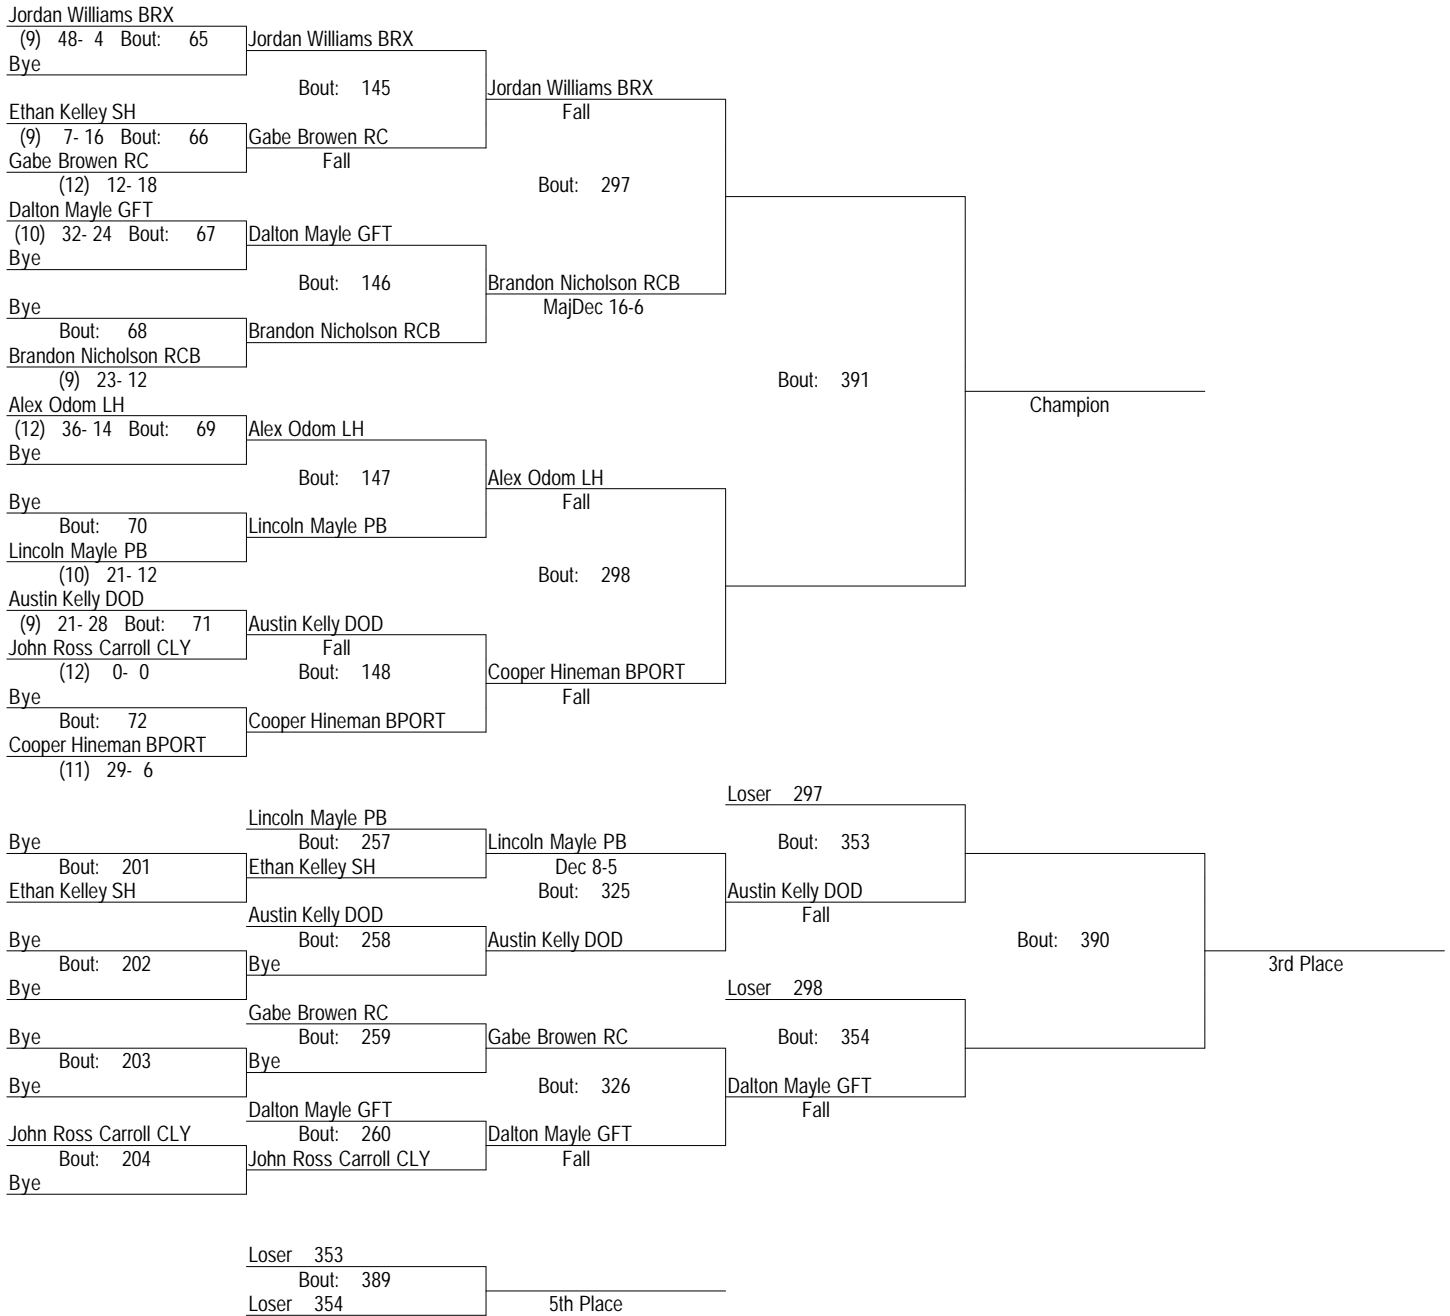 Jordan Williams BRX
(9) 48- 4 Bout: 65 Jordan Williams BRX
Bye
Bout: 145 Jordan Williams BRX
Ethan Kelley SH Fall
(9) 7- 16 Bout: 66 Gabe Browen RC
Gabe Browen RC Fall
(12) 12- 18 Bout: 297
Dalton Mayle GFT
(10) 32- 24 Bout: 67 Dalton Mayle GFT
Bye
Bout: 146 Brandon Nicholson RCB
Bye MajDec 16-6
Bout: 68 Brandon Nicholson RCB
Brandon Nicholson RCB
(9) 23- 12 Bout: 391
Alex Odom LH Champion
(12) 36- 14 Bout: 69 Alex Odom LH
Bye
Bout: 147 Alex Odom LH
Bye Fall
Bout: 70 Lincoln Mayle PB
Lincoln Mayle PB
(10) 21- 12 Bout: 298
Austin Kelly DOD
(9) 21- 28 Bout: 71 Austin Kelly DOD
John Ross Carroll CLY Fall
(12) 0- 0 Bout: 148 Cooper Hineman BPORT
Bye Fall
Bout: 72 Cooper Hineman BPORT
Cooper Hineman BPORT
(11) 29- 6
Loser 297
Lincoln Mayle PB
Bye Bout: 257 Lincoln Mayle PB Bout: 353
Bout: 201 Ethan Kelley SH Dec 8-5
Ethan Kelley SH Bout: 325 Austin Kelly DOD
Austin Kelly DOD Fall
Bye Bout: 258 Austin Kelly DOD Bout: 390
Bout: 202 Bye 3rd Place
Bye Loser 298
Gabe Browen RC
Bye Bout: 259 Gabe Browen RC Bout: 354
Bout: 203 Bye
Bye Bout: 326 Dalton Mayle GFT
Dalton Mayle GFT Fall
John Ross Carroll CLY Bout: 260 Dalton Mayle GFT
Bout: 204 John Ross Carroll CLY Fall
Bye
Loser 353
Bout: 389
Loser 354 5th Place